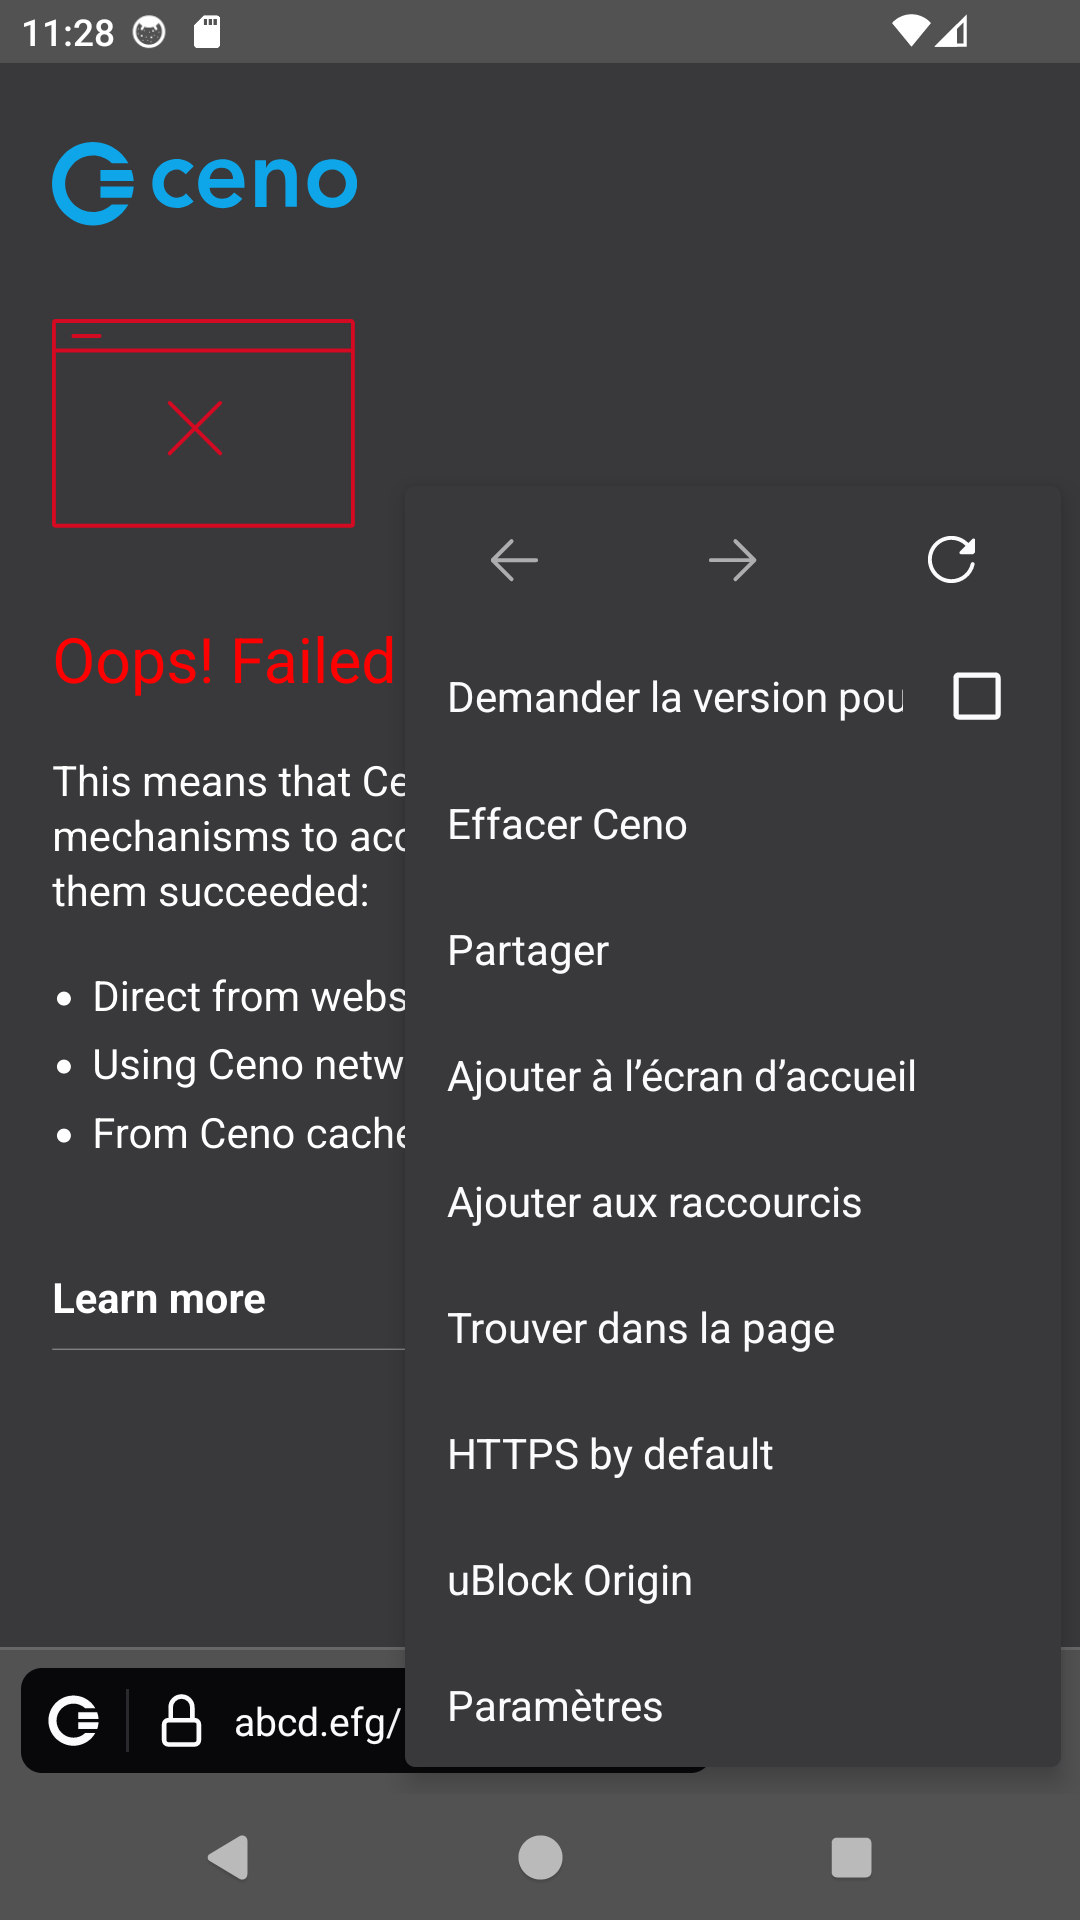 11:28
ceno
Oops! Failed
This means that Ce
mechanisms to acc
them succeeded:
Direct from webs
Using Ceno netw
From Ceno cache
Learn more
Demander la version pou
Effacer Ceno
Partager
Ajouter à l’écran d’accueil
Ajouter aux raccourcis
Trouver dans la page
HTTPS by default
uBlock Origin
Paramètres
abcd.efg/